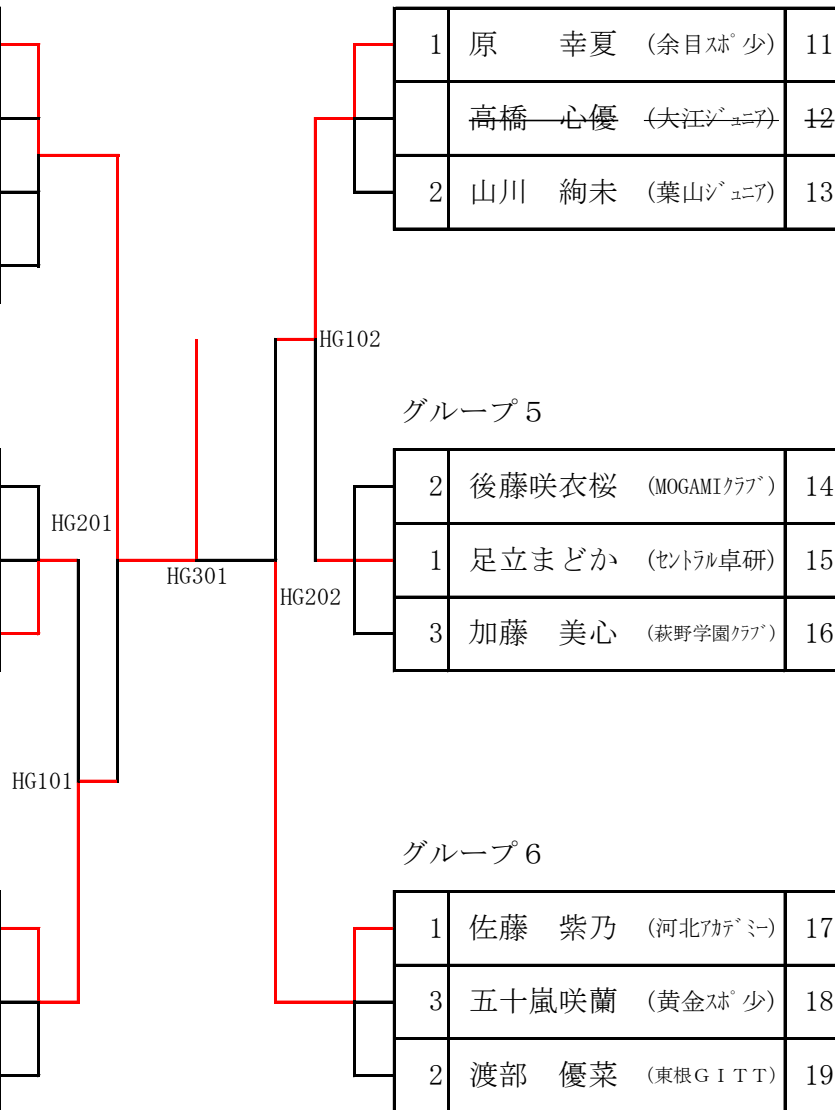 1 原　　幸夏 (余目ｽﾎﾟ少) 11
高橋　心優 (大江ｼﾞｭﾆｱ) 12
2 山川　絢未 (葉山ｼﾞｭﾆｱ) 13
HG102
グループ５
2 後藤咲衣桜 (MOGAMIｸﾗﾌﾞ) 14
HG201
1 足立まどか (ｾﾝﾄﾗﾙ卓研) 15
HG301
HG202
3 加藤　美心 (萩野学園ｸﾗﾌﾞ) 16
HG101
グループ６
1 佐藤　紫乃 (河北ｱｶﾃﾞﾐｰ) 17
3 五十嵐咲蘭 (黄金ｽﾎﾟ少) 18
2 渡部　優菜 (東根ＧＩＴＴ) 19